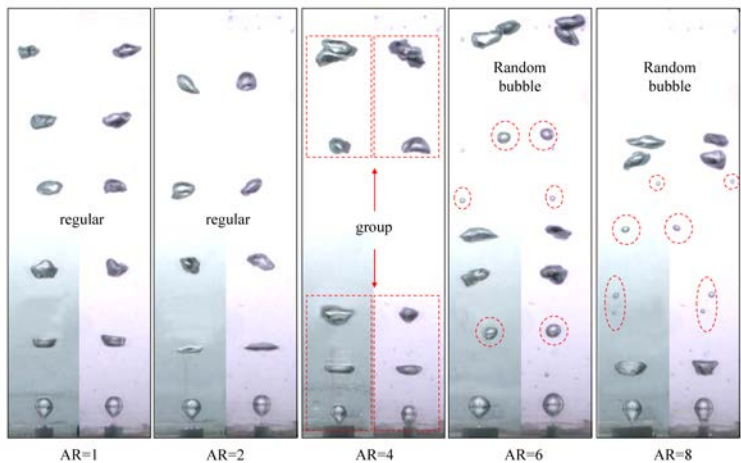 regular
regular
group
Random
bubble
Random
bubble
AR=1
AR=2
AR=4
AR=6
AR=8